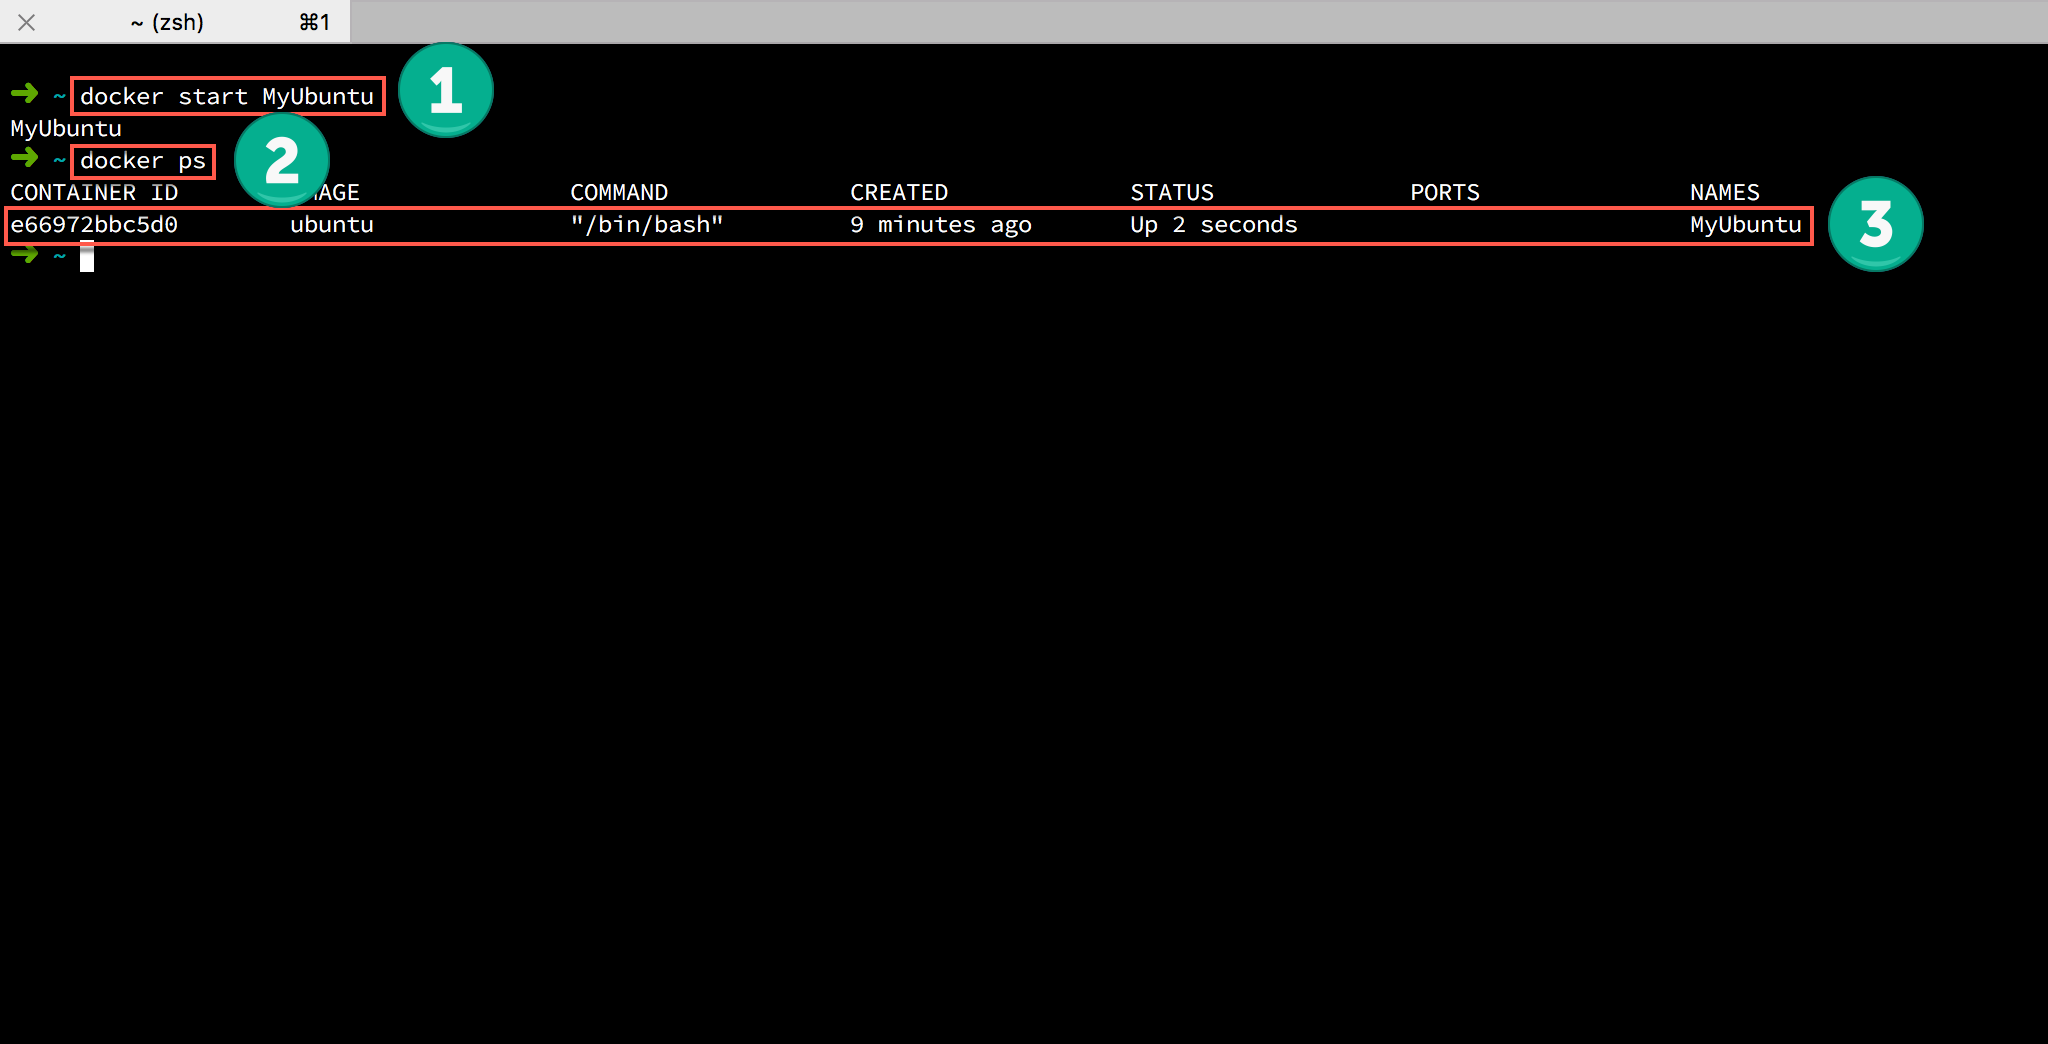 ~ (zsh) ⌘1
➜ ~ docker start MyUbuntu 1
MyUbuntu
➜ ~ docker ps 2
CONTAINER ID AGE COMMAND CREATED STATUS PORTS NAMES
e66972bbc5d0 ubuntu "/bin/bash" 9 minutes ago Up 2 seconds MyUbuntu 3
➜ ~